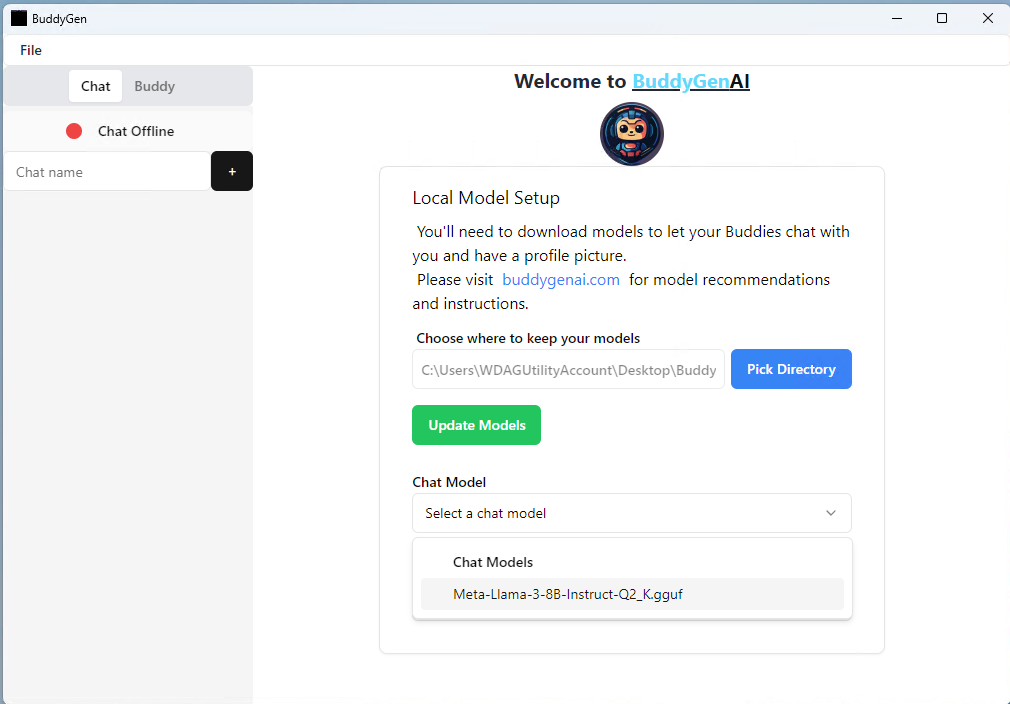 BuddyGen
File
Chat Buddy
Chat Offline
Chat name +
Welcome to BuddyGenAI
Local Model Setup
You'll need to download models to let your Buddies chat with
you and have a profile picture.
Please visit buddygenai.com for model recommendations
and instructions.
Choose where to keep your models
C:\Users\WDAGUtilityAccount\Desktop\Buddy Pick Directory
Update Models
Chat Model
Select a chat model
Chat Models
Meta-Llama-3-8B-Instruct-Q2_K.gguf